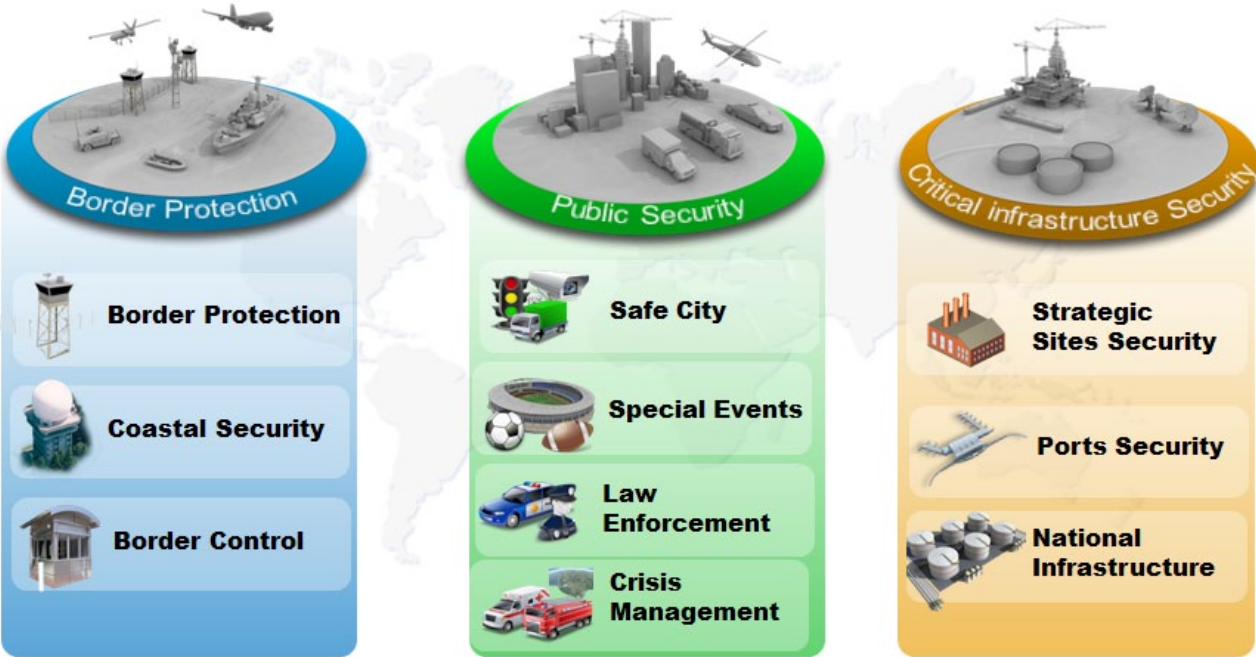 Border Protection
Border Protection
Coastal Security
Border Control
Public Security
Safe City
Special Events
Law
Enforcement
Crisis
Management
Critical infrastructure Security
Strategic
Sites Security
Ports Security
National
Infrastructure